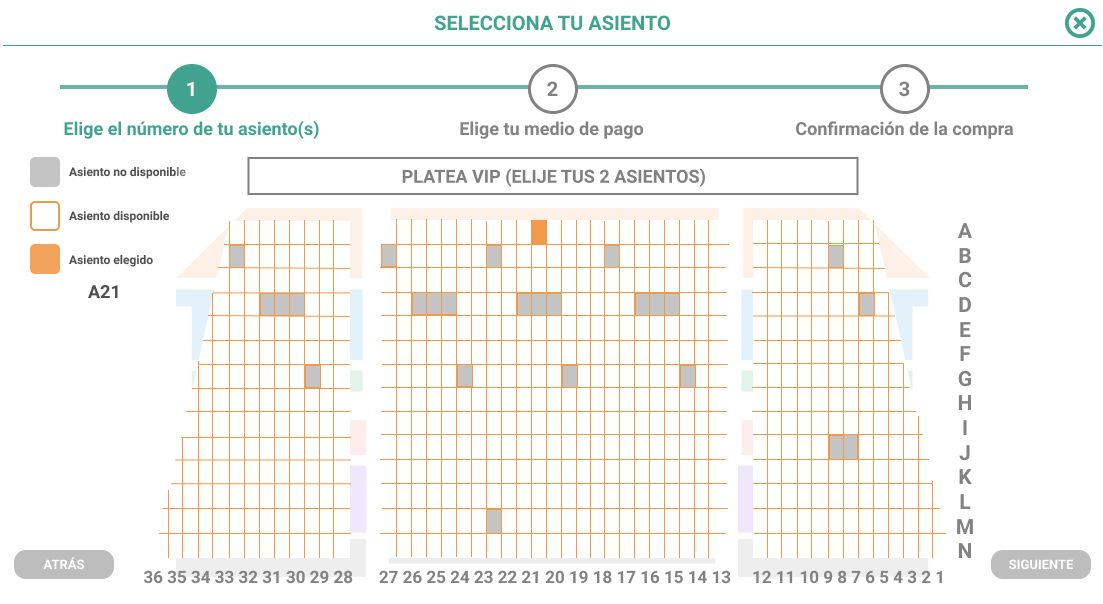 SELECCIONA TU ASIENTO
1
2
3
Elige el número de tu asiento(s)
Elige tu medio de pago
Confirmación de la compra
Asiento no disponible
Asiento disponible
Asiento elegido
A21
PLATEA VIP (ELIJE TUS 2 ASIENTOS)
A
B
C
D
E
F
G
H
I
J
K
L
M
N
ATRÁS
SIGUIENTE
36 35 34 33 32 31 30 29 28 27 26 25 24 23 22 21 20 19 18 17 16 15 14 13 12 11 10 9 8 7 6 5 4 3 2 1